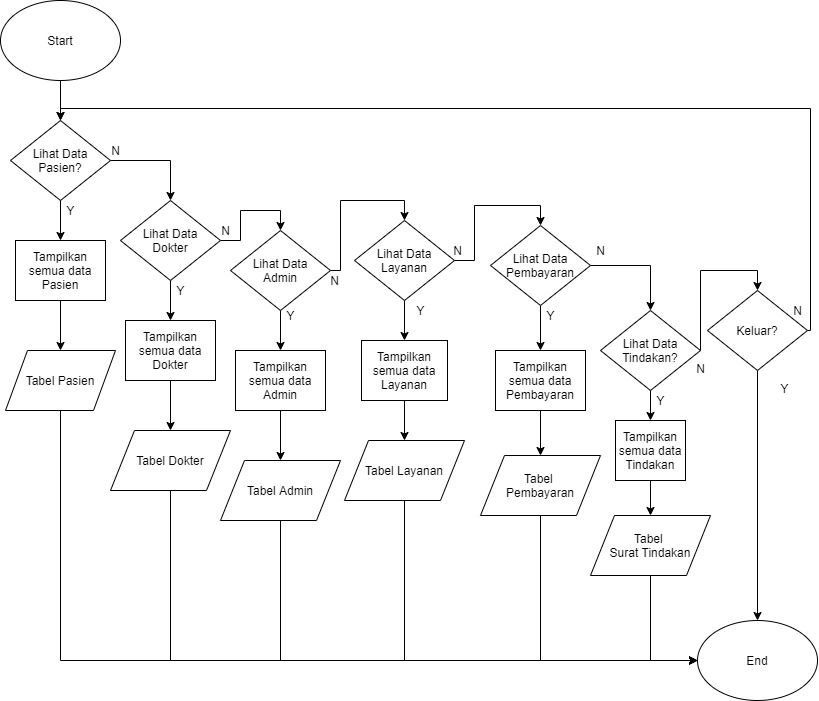 Start
Lihat Data
Pasien?
N
Y
Tampilkan
semua data
Pasien
Tabel Pasien
Lihat Data
Dokter
N
Y
Tampilkan
semua data
Dokter
Tabel Dokter
Lihat Data
Admin
N
Y
Tampilkan
semua data
Admin
Tabel Admin
Lihat Data
Layanan
N
Y
Tampilkan
semua data
Layanan
Tabel Layanan
Lihat Data
Pembayaran
N
Y
Tampilkan
semua data
Pembayaran
Tabel
Pembayaran
Lihat Data
Tindakan?
N
Y
Tampilkan
semua data
Tindakan
Tabel
Surat Tindakan
Keluar?
N
Y
End